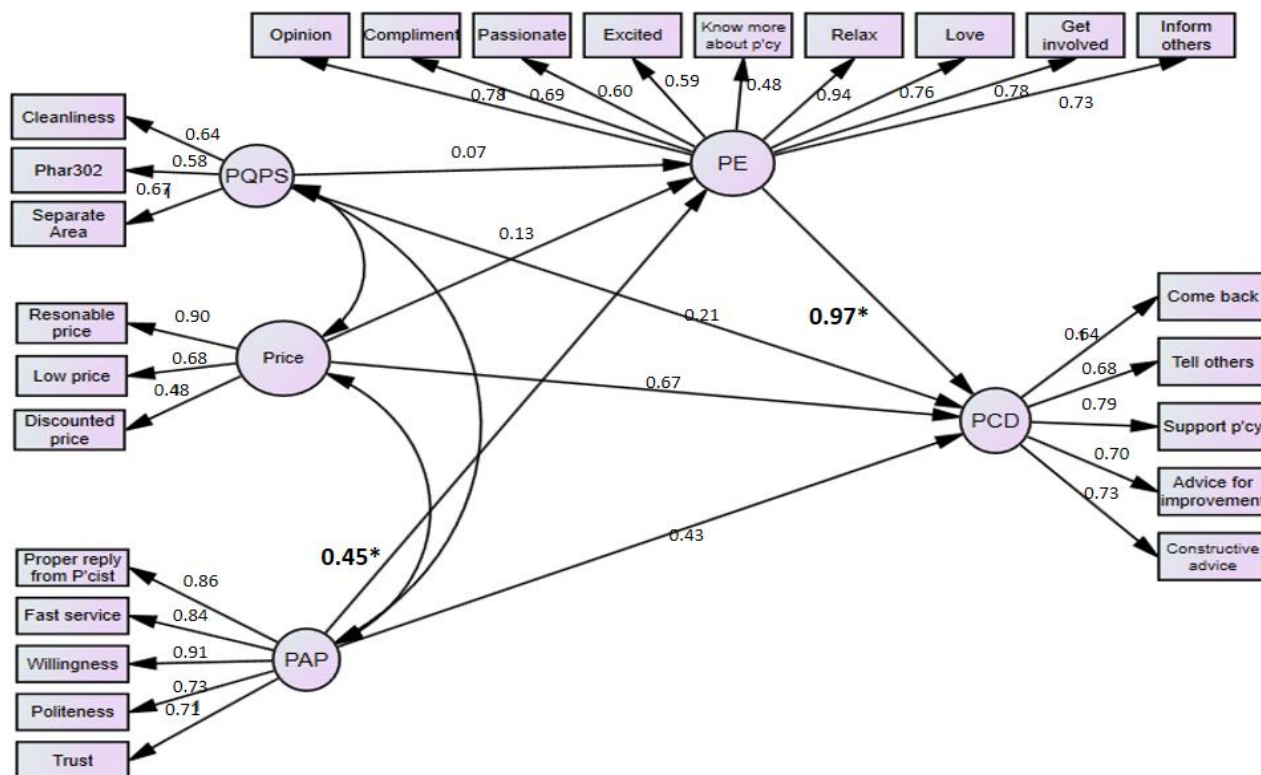 Opinion
Compliment
Passionate
Excited
Know more
about p'cy
Relax
Love
Get
involved
Inform
others
0.78
0.69
0.60
0.59
0.48
0.94
0.76
0.78
0.73
Cleanliness
Phar302
Separate
Area
0.64
0.58
0.67
PQPS
0.07
PE
0.13
Resonable
price
Low price
Discounted
price
0.90
0.68
0.48
Price
0.21
0.97*
0.67
PCD
0.64
0.68
0.79
0.70
0.73
Come back
Tell others
Support p'cy
Advice for
improvement
Constructive
advice
0.45*
0.43
Proper reply
from P'cist
Fast service
Willingness
Politeness
Trust
0.86
0.84
0.91
0.73
0.71
PAP